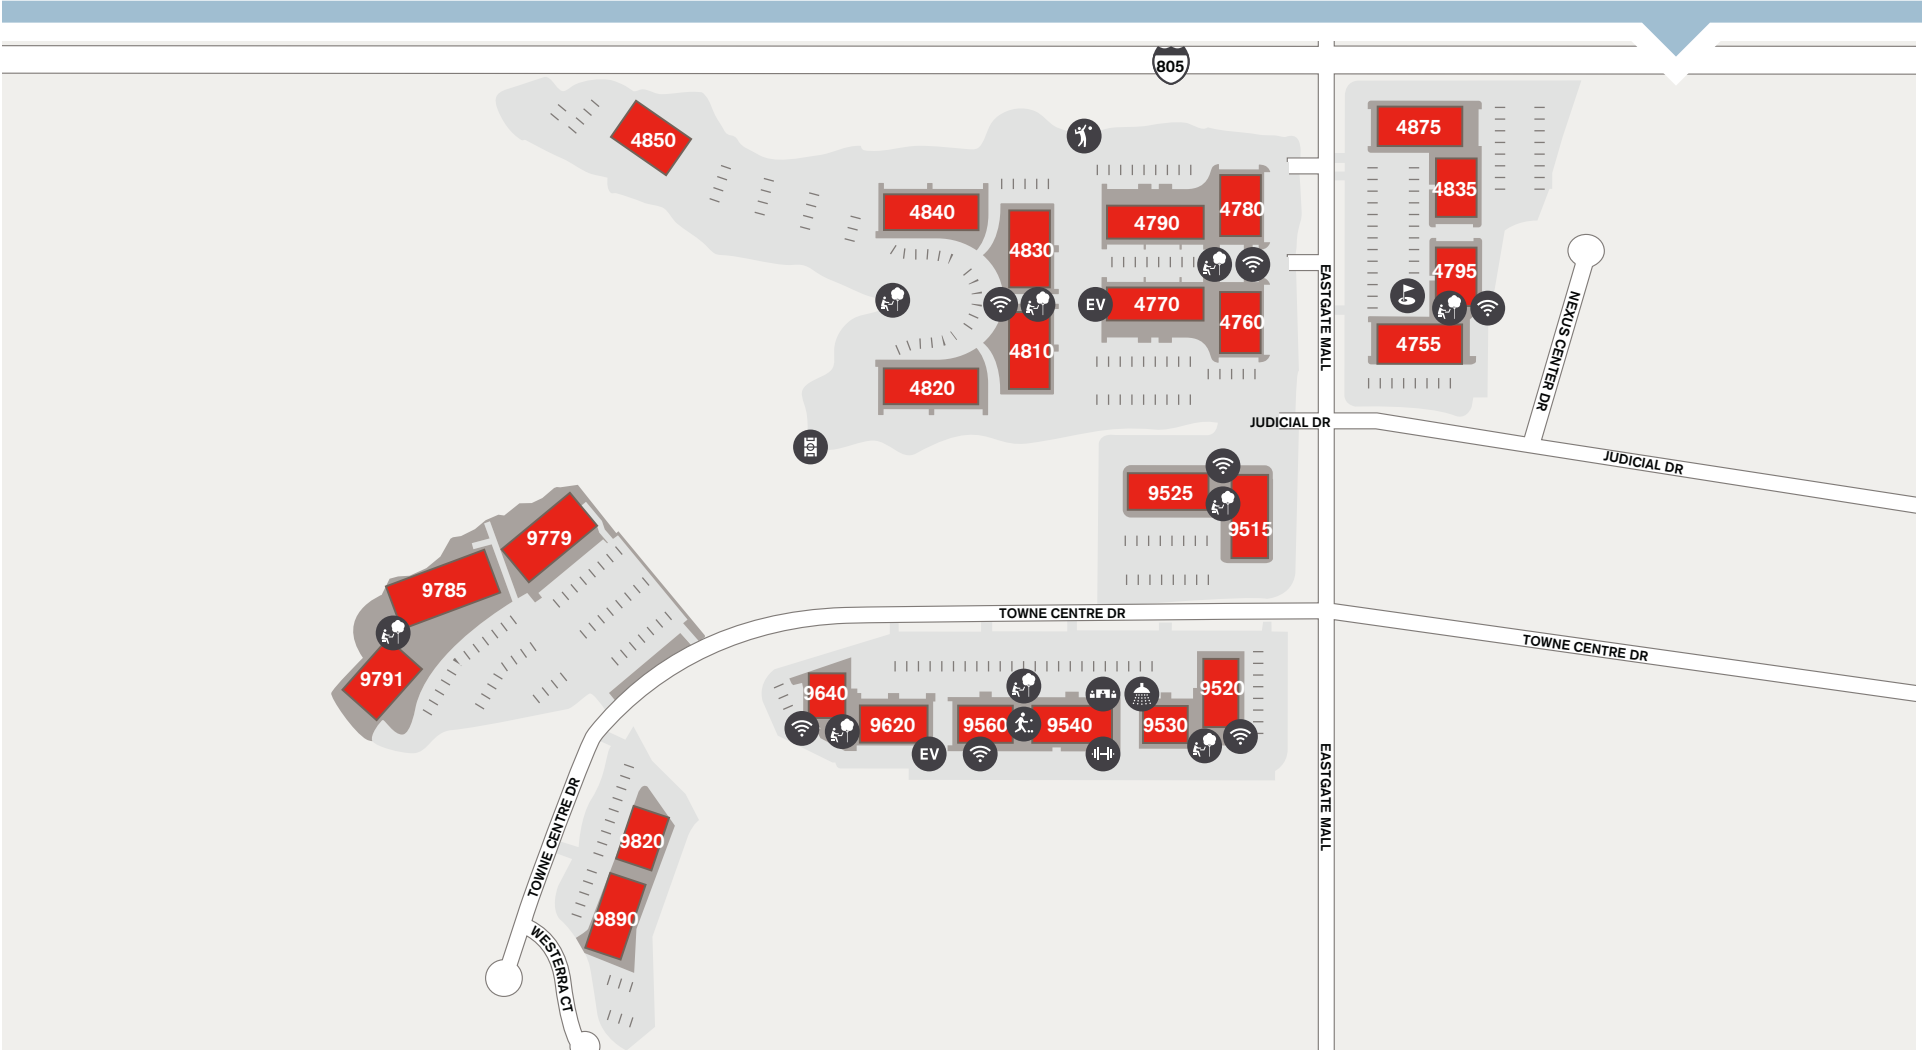 805
4850
4875
4835
4840
4830
4790
4780
4795
4770
4760
EV
4755
4810
4820
EASTGATE MALL
NEXUS CENTER DR
JUDICIAL DR
JUDICIAL DR
9525
9515
9779
9785
9791
TOWNE CENTRE DR
TOWNE CENTRE DR
9640
9620
9560
9540
9530
9520
EV
EASTGATE MALL
TOWNE CENTRE DR
9820
9890
WESTERRA CT